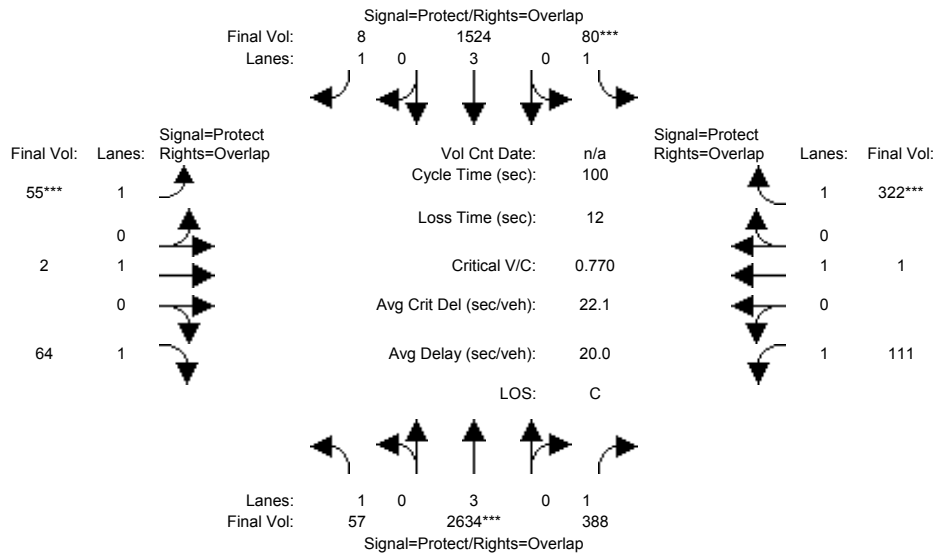 Signal=Protect/Rights=Overlap
Final Vol: 8 1524 80***
Lanes: 1 0 3 0 1
Signal=Protect Signal=Protect
Final Vol: Lanes: Rights=Overlap Vol Cnt Date: n/a Rights=Overlap Lanes: Final Vol:
Cycle Time (sec): 100
55*** 1 1 322***
Loss Time (sec): 12
0 0
2 1 Critical V/C: 0.770 1 1
0 Avg Crit Del (sec/veh): 22.1 0
64 1 Avg Delay (sec/veh): 20.0 1 111
LOS: C
Lanes: 1 0 3 0 1
Final Vol: 57 2634*** 388
Signal=Protect/Rights=Overlap